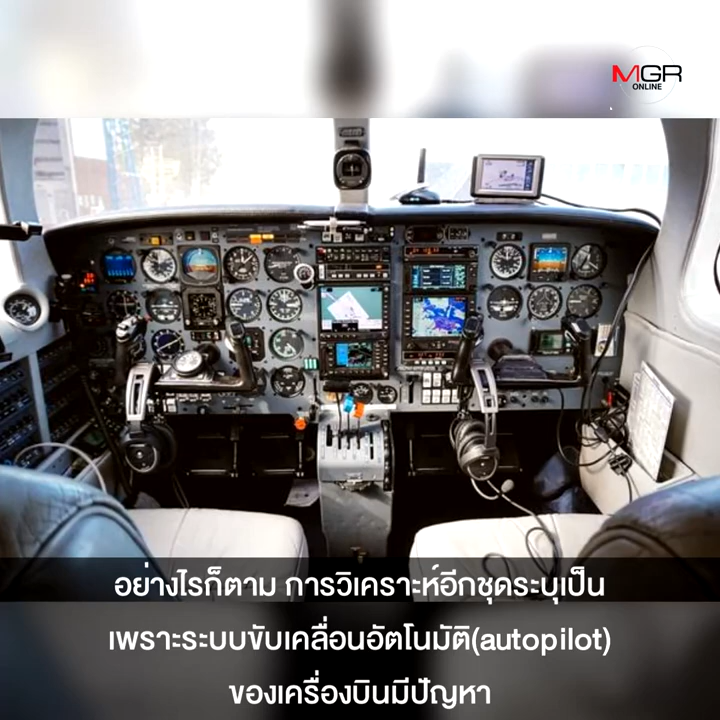 MGR
ONLINE
อย่างไรก็ตาม การวิเคราะห์อีกชุดระบุเป็น
เพราะระบบขับเคลื่อนอัตโนมัติ(autopilot)
ของเครื่องบินมีปัญหา